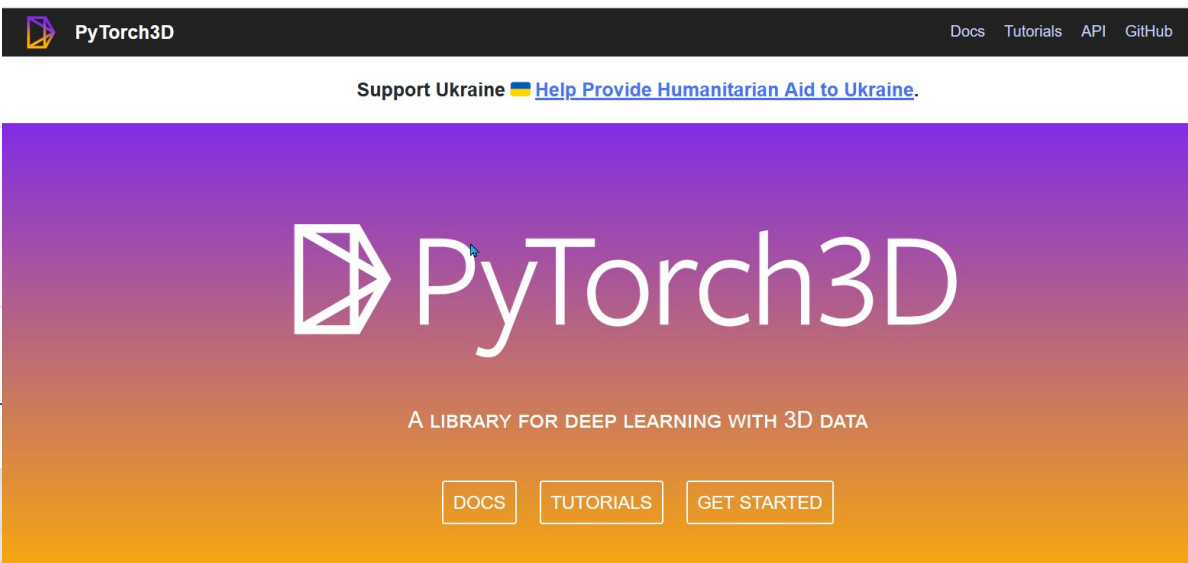 PyTorch3D Docs Tutorials API GitHub
Support Ukraine Help Provide Humanitarian Aid to Ukraine.
PyTorch3D
A LIBRARY FOR DEEP LEARNING WITH 3D DATA
DOCS TUTORIALS GET STARTED